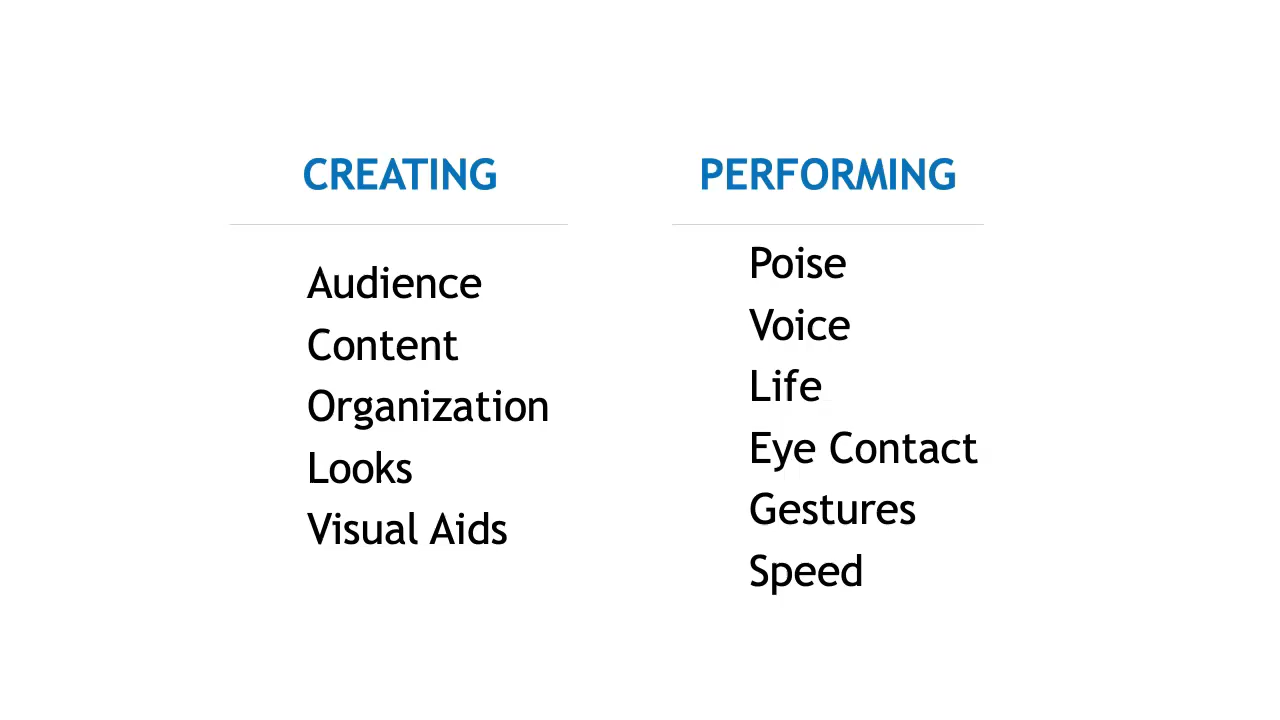 CREATING
Audience
Content
Organization
Looks
Visual Aids
PERFORMING
Poise
Voice
Life
Eye Contact
Gestures
Speed